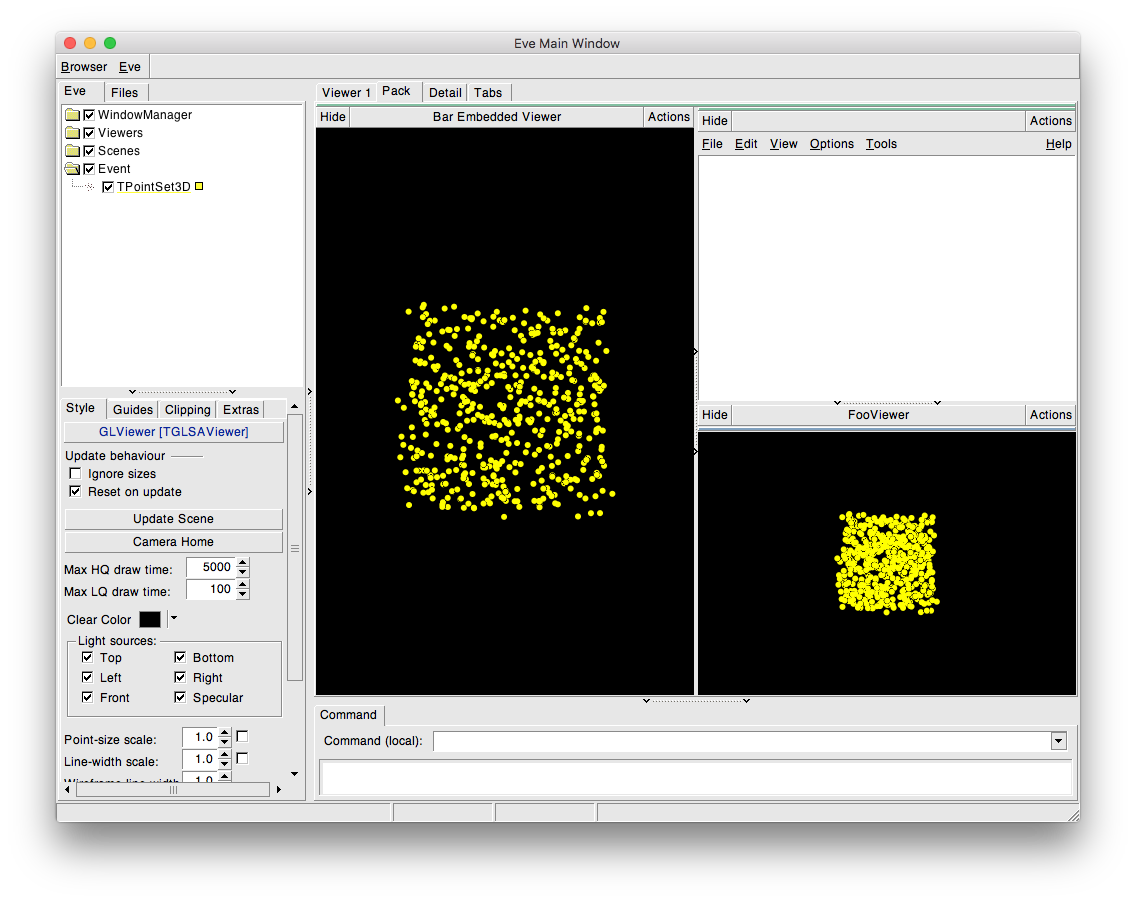 Eve Main Window
Browser Eve
Eve Files
WindowManager
Viewers
Scenes
Event
TPointSet3D
Style Guides Clipping Extras
GLViewer [TGLSAViewer]
Update behaviour
Ignore sizes
Reset on update
Update Scene
Camera Home
Max HQ draw time: 5000
Max LQ draw time: 100
Clear Color
Light sources:
Top Bottom
Left Right
Front Specular
Point-size scale: 1.0
Line-width scale: 1.0
Wireframe line-width 1.0
Viewer 1 Pack Detail Tabs
Hide Bar Embedded Viewer Actions
Hide Actions
File Edit View Options Tools Help
Hide FooViewer Actions
Command
Command (local):